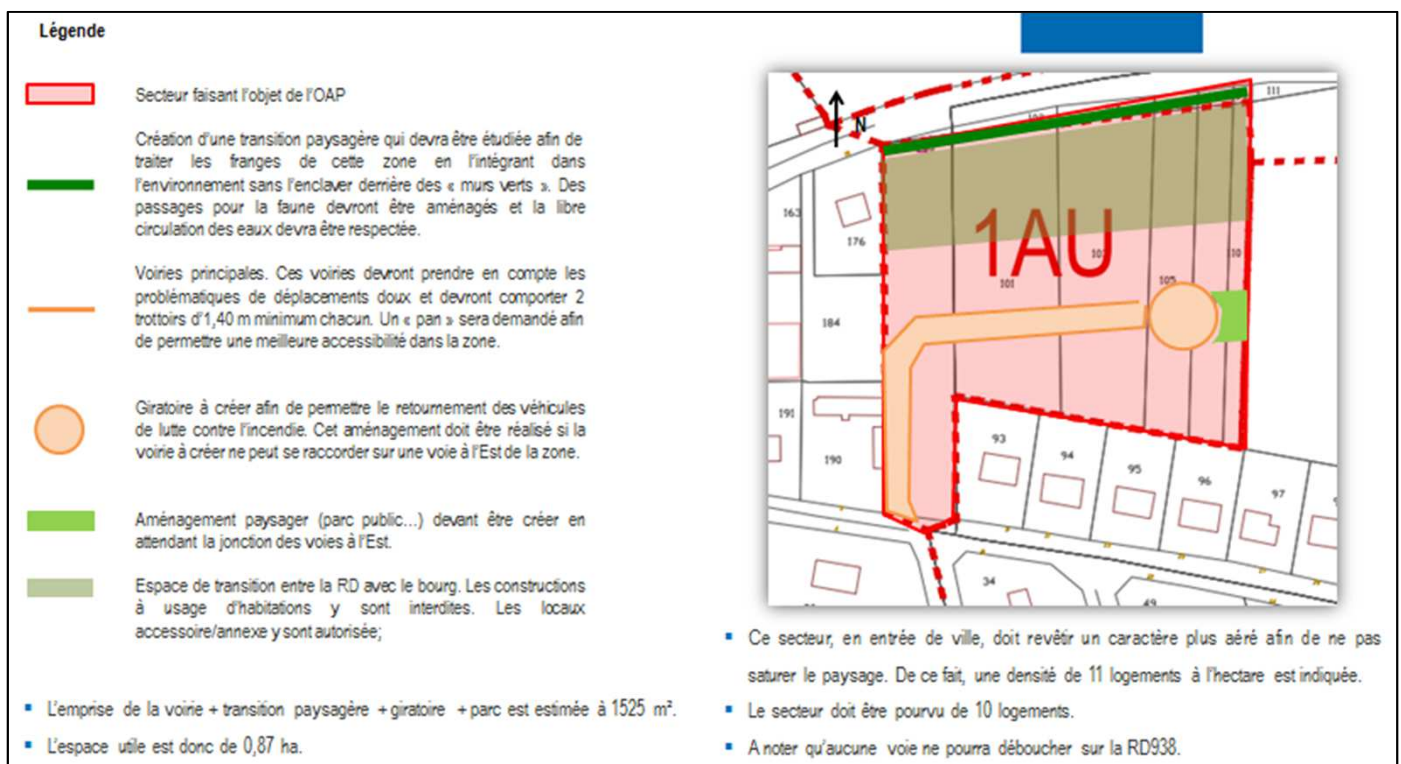 Légende
Secteur faisant l'objet de l'OAP
Création d'une transition paysagère qui devra être étudiée afin de
traiter les franges de cette zone en l'intégrant dans
l'environnement sans l'enclaver derrière des « murs verts ». Des
passages pour la faune devront être aménagés et la libre
circulation des eaux devra être respectée.
Voiries principales. Ces voiries devront prendre en compte les
problématiques de déplacements doux et devront comporter 2
trottoirs d'1,40 m minimum chacun. Un « pan » sera demandé afin
de permettre une meilleure accessibilité dans la zone.
Giratoire à créer afin de permettre le retournement des véhicules
de lutte contre l'incendie. Cet aménagement doit être réalisé si la
voirie à créer ne peut se raccorder sur une voie à l'Est de la zone.
Aménagement paysager (parc public...) devant être créer en
attendant la jonction des voies à l'Est.
Espace de transition entre la RD avec le bourg. Les constructions
à usage d'habitations y sont interdites. Les locaux
accessoire/annexe y sont autorisée;
▪ L'emprise de la voirie + transition paysagère + giratoire + parc est estimée à 1525 m².
▪ L'espace utile est donc de 0,87 ha.
N
111
163
176
1AU
110
101
105
184
191
190
93
94
95
96
97
34
49
▪ Ce secteur, en entrée de ville, doit revêtir un caractère plus aéré afin de ne pas
saturer le paysage. De ce fait, une densité de 11 logements à l'hectare est indiquée.
▪ Le secteur doit être pourvu de 10 logements.
▪ A noter qu'aucune voie ne pourra déboucher sur la RD938.